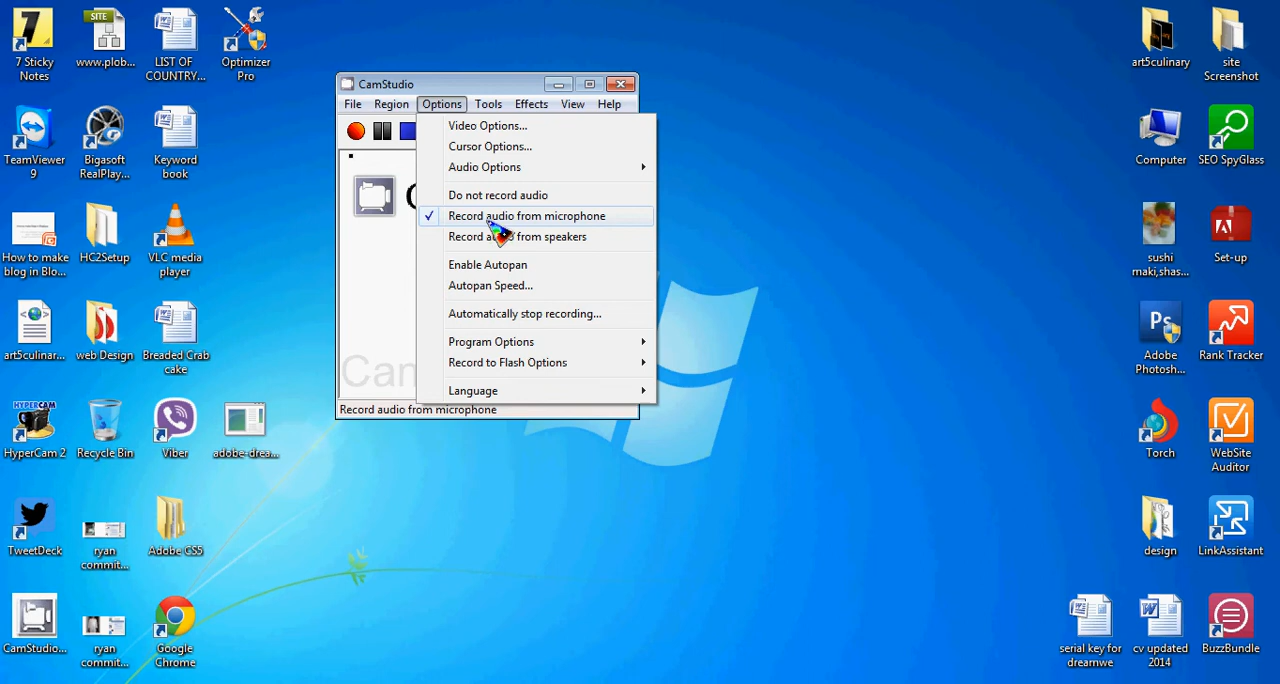 7 Sticky
Notes
SITE
www.plob...
LIST OF
COUNTRY...
Optimizer
Pro
TeamViewer
9
Bigasoft
RealPlay...
Keyword
book
How to make
blog in Blo...
HC2Setup
VLC media
player
artSculinar...
web Design
Breaded Crab
cake
HYPERCAM
HyperCam 2
Recycle Bin
Viber
adobe-drea...
TweetDeck
ryan
commit...
Adobe CS5
CamStudio...
ryan
commit...
Google
Chrome
CamStudio
File Region Options Tools Effects View Help
Video Options...
Cursor Options...
Audio Options
Do not record audio
Record audio from microphone
Record from speakers
Enable Autopan
Autopan Speed...
Automatically stop recording...
Program Options
Record to Flash Options
Language
Cam
Record audio from microphone
artSculinary
site
Screenshot
Computer
SEO SpyGlass
sushi
maki,shas...
Set-up
Ps
Adobe
Photosh...
Rank Tracker
Torch
WebSite
Auditor
design
LinkAssistant
serial key for
dreamwe
cv updated
2014
BuzzBundle